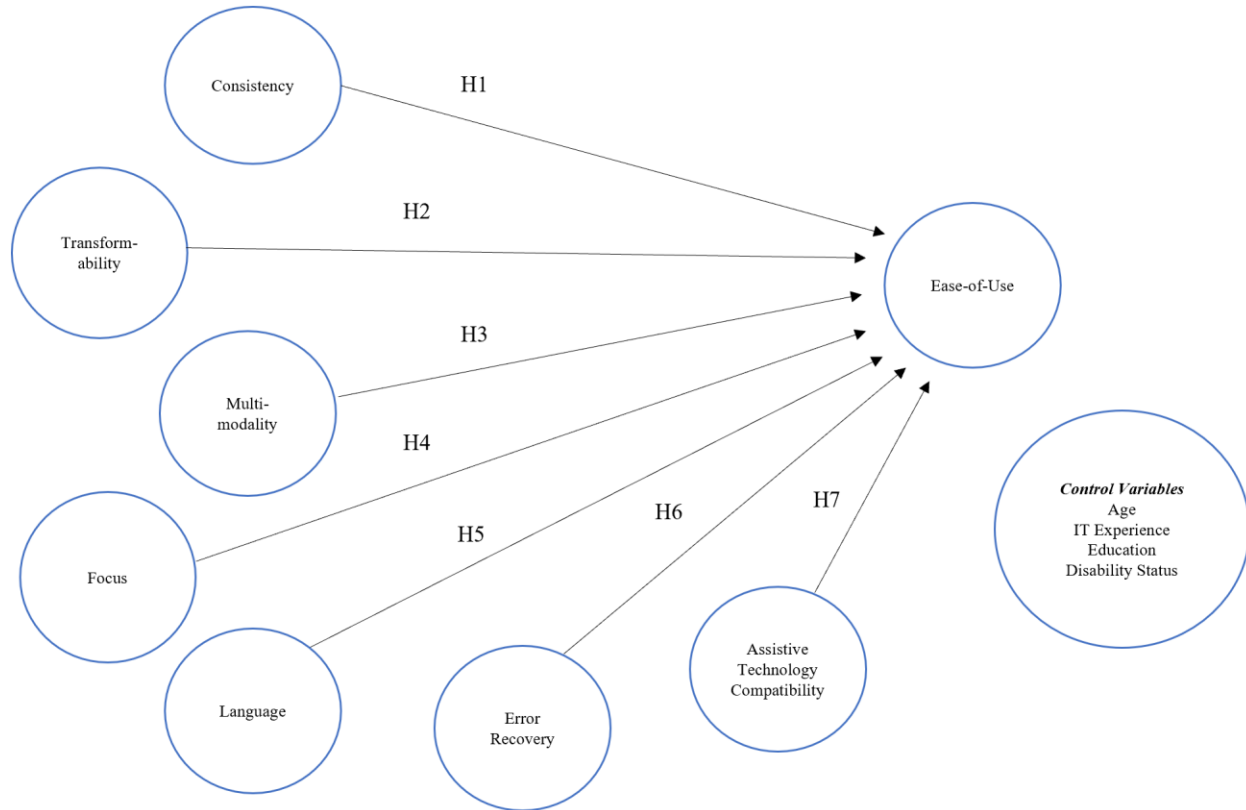 Consistency
H1
Transform-
ability
H2
Ease-of-Use
Multi-
modality
H3
H4
Focus
H5
H6
H7
Control Variables
Age
IT Experience
Education
Disability Status
Language
Error
Recovery
Assistive
Technology
Compatibility